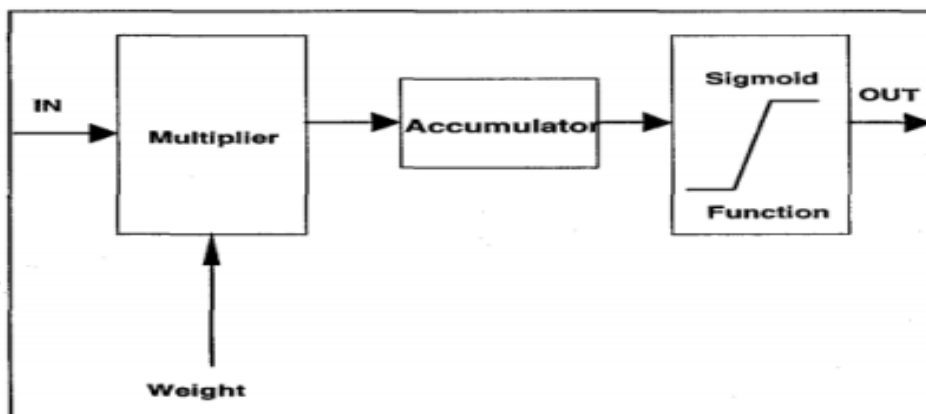 IN
Multiplier
Accumulator
Sigmoid
Function
OUT
Weight